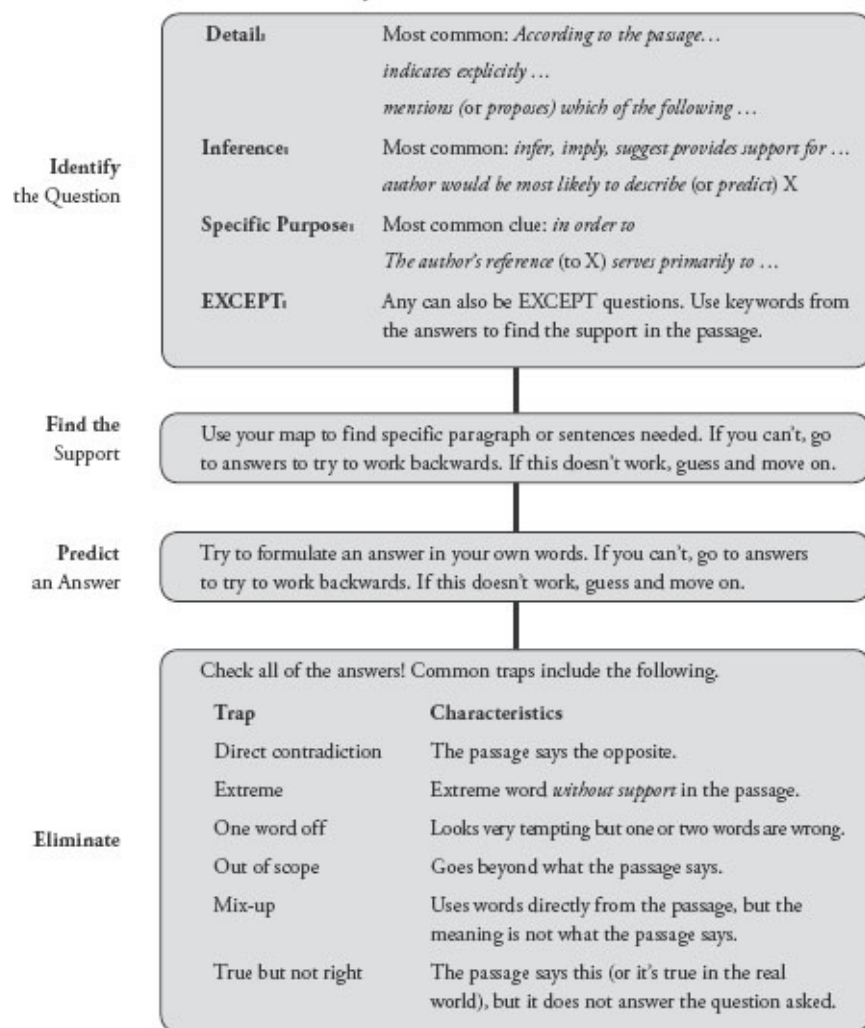 Detail: Most common: According to the passage…
indicates explicitly …
mentions (or proposes) which of the following …
Identify
the Question
Inference: Most common: infer, imply, suggest provides support for …
author would be most likely to describe (or predict) X
Specific Purpose: Most common clue: in order to
The author's reference (to X) serves primarily to …
EXCEPT: Any can also be EXCEPT questions. Use keywords from
the answers to find the support in the passage.
Find the
Support
Use your map to find specific paragraph or sentences needed. If you can't, go
to answers to try to work backwards. If this doesn't work, guess and move on.
Predict
an Answer
Try to formulate an answer in your own words. If you can't, go to answers
to try to work backwards. If this doesn't work, guess and move on.
Eliminate
Check all of the answers! Common traps include the following.
Trap Characteristics
Direct contradiction The passage says the opposite.
Extreme Extreme word without support in the passage.
One word off Looks very tempting but one or two words are wrong.
Out of scope Goes beyond what the passage says.
Mix-up Uses words directly from the passage, but the
meaning is not what the passage says.
True but not right The passage says this (or it's true in the real
world), but it does not answer the question asked.